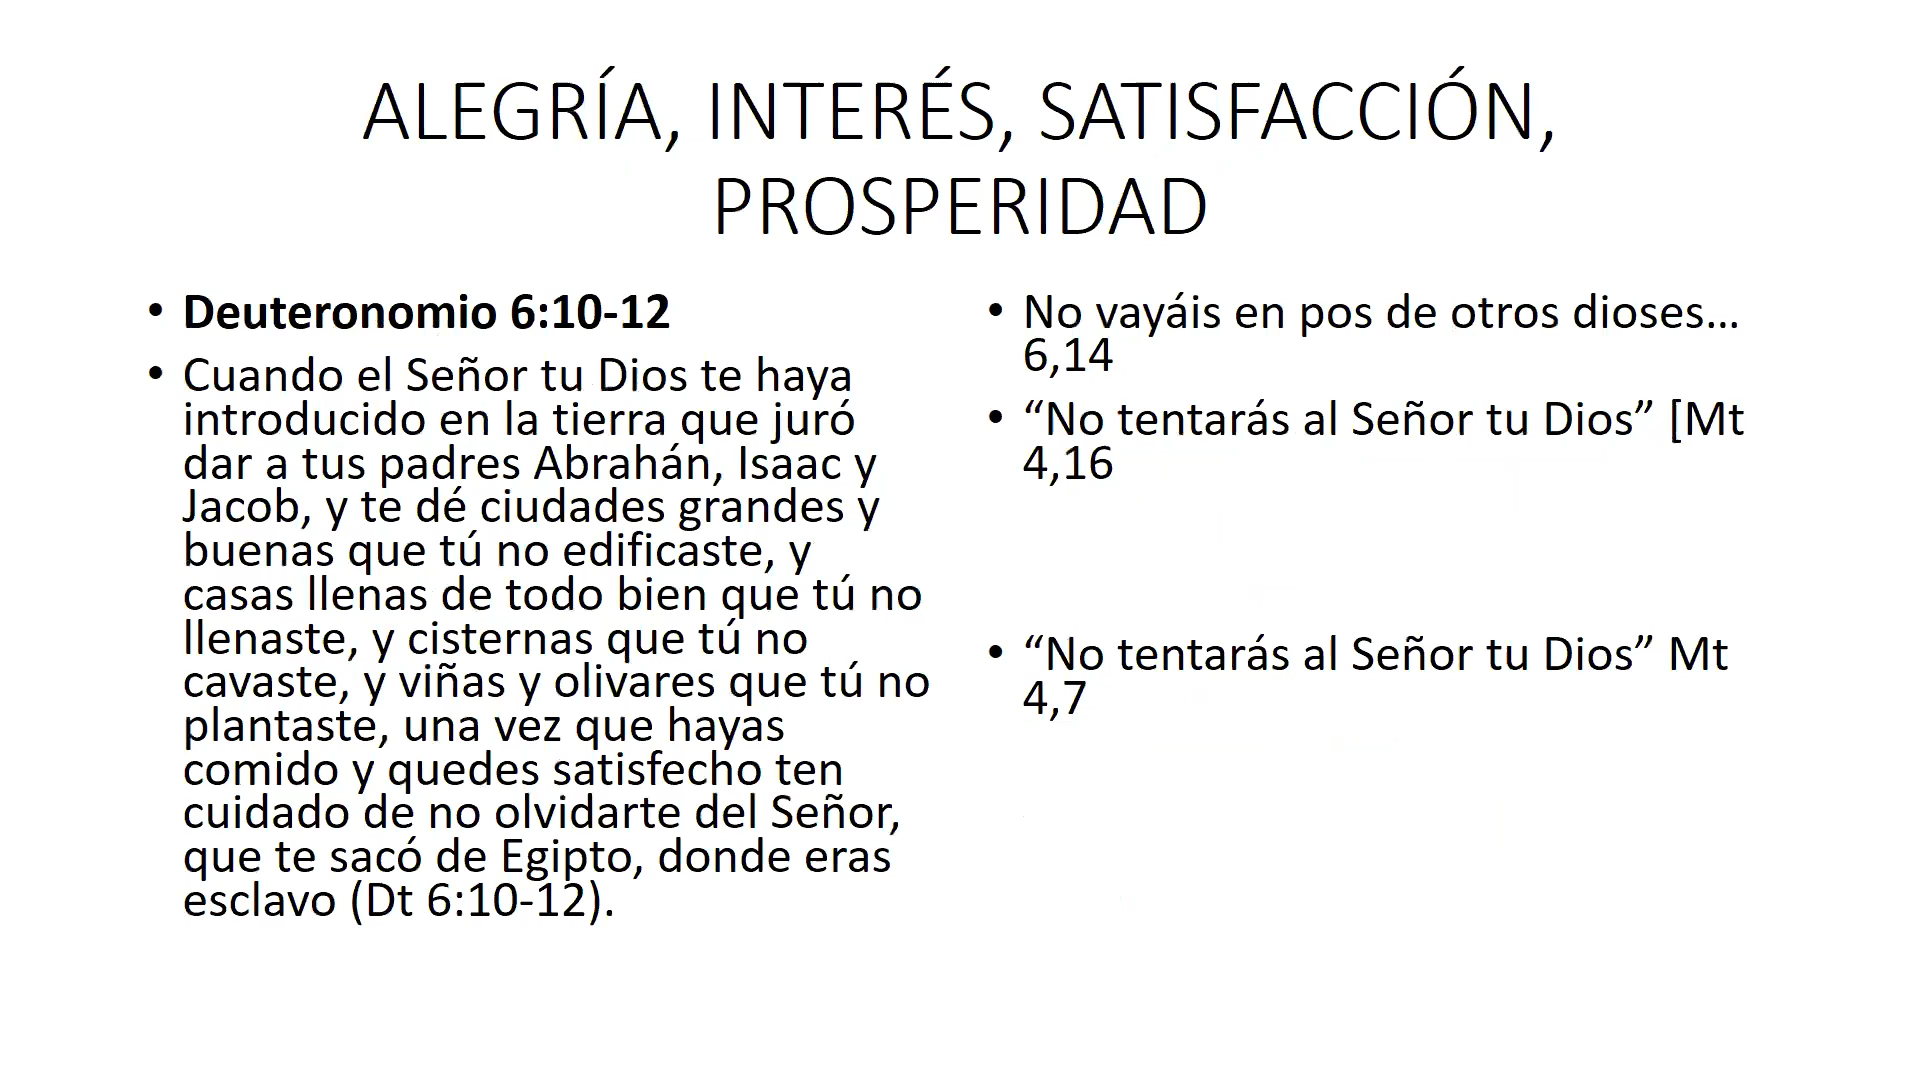 ALEGRÍA, INTERÉS, SATISFACCIÓN,
PROSPERIDAD
• Deuteronomio 6:10-12
• Cuando el Señor tu Dios te haya
introducido en la tierra que juró
dar a tus padres Abrahán, Isaac y
Jacob, y te dé ciudades grandes y
buenas que tú no edificaste, y
casas llenas de todo bien que tú no
llenaste, y cisternas que tú no
cavaste, y viñas y olivares que tú no
plantaste, una vez que hayas
comido y quedes satisfecho ten
cuidado de no olvidarte del Señor,
que te sacó de Egipto, donde eras
esclavo (Dt 6:10-12).
• No vayáis en pos de otros dioses...
6,14
• “No tentarás al Señor tu Dios” [Mt
4,16
• “No tentarás al Señor tu Dios” Mt
4,7